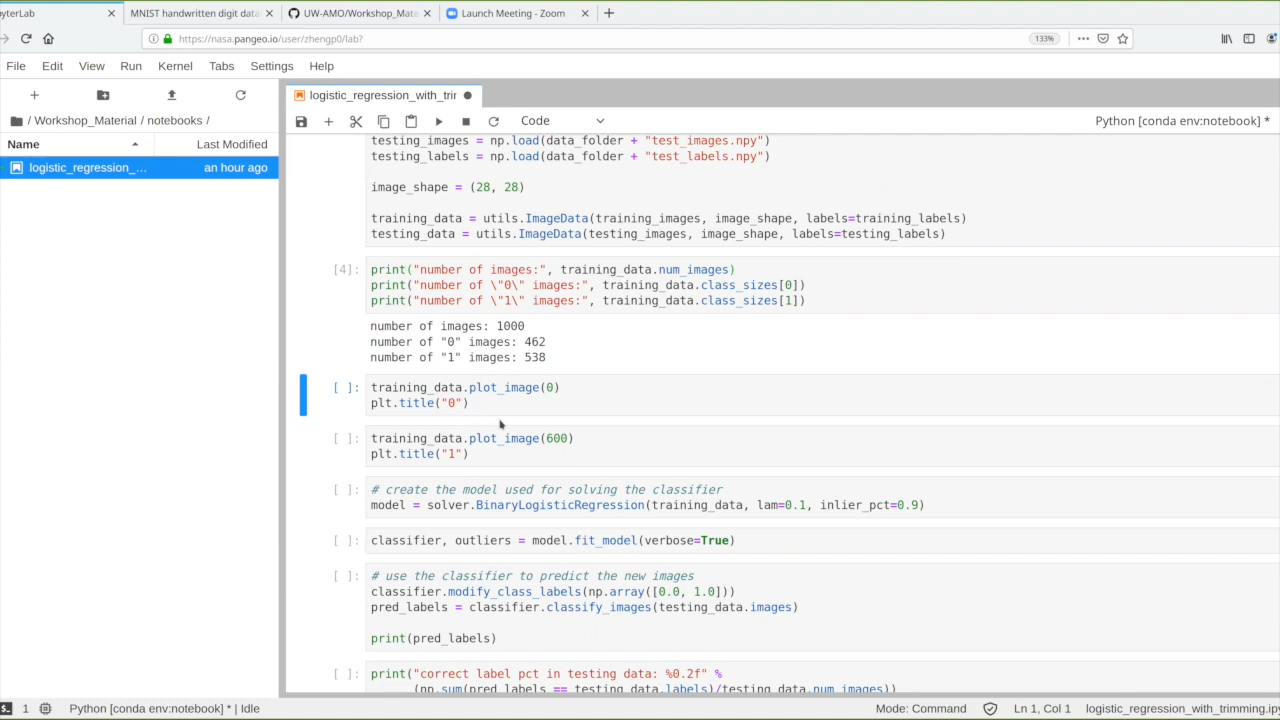 yterLab
MNIST handwritten digit data
UW-AMO/Workshop_Mate
Launch Meeting - Zoom
https://nasa.pangeo.io/user/zhengp0/lab?
133%
File Edit View Run Kernel Tabs Settings Help
/ Workshop_Material / notebooks /
Name Last Modified
logistic_regression_... an hour ago
logistic_regression_with_trir
Code
Python [conda env:notebook] *
testing_images = np.load(data_folder + "test_images.npy")
testing_labels = np.load(data_folder + "test_labels.npy")
image_shape = (28, 28)
training_data = utils.ImageData(training_images, image_shape, labels=training_labels)
testing_data = utils.ImageData(testing_images, image_shape, labels=testing_labels)
[4]: print("number of images:", training_data.num_images)
print("number of \"0\" images:", training_data.class_sizes[0])
print("number of \"1\" images:", training_data.class_sizes[1])
number of images: 1000
number of "0" images: 462
number of "1" images: 538
[ ]: training_data.plot_image(0)
plt.title("0")
[ ]: training_data.plot_image(600)
plt.title("1")
[ ]: # create the model used for solving the classifier
model = solver.BinaryLogisticRegression(training_data, lam=0.1, inlier_pct=0.9)
[ ]: classifier, outliers = model.fit_model(verbose=True)
[ ]: # use the classifier to predict the new images
classifier.modify_class_labels(np.array([0.0, 1.0]))
pred_labels = classifier.classify_images(testing_data.images)
print(pred_labels)
[ ]: print("correct label pct in testing data: %0.2f" %
(np.sum(pred_labels == testing_data.labels)/testing_data.num_images))
1 Python [conda env:notebook] * | Idle
Mode: Command
Ln 1, Col 1
logistic_regression_with_trimming.ipy